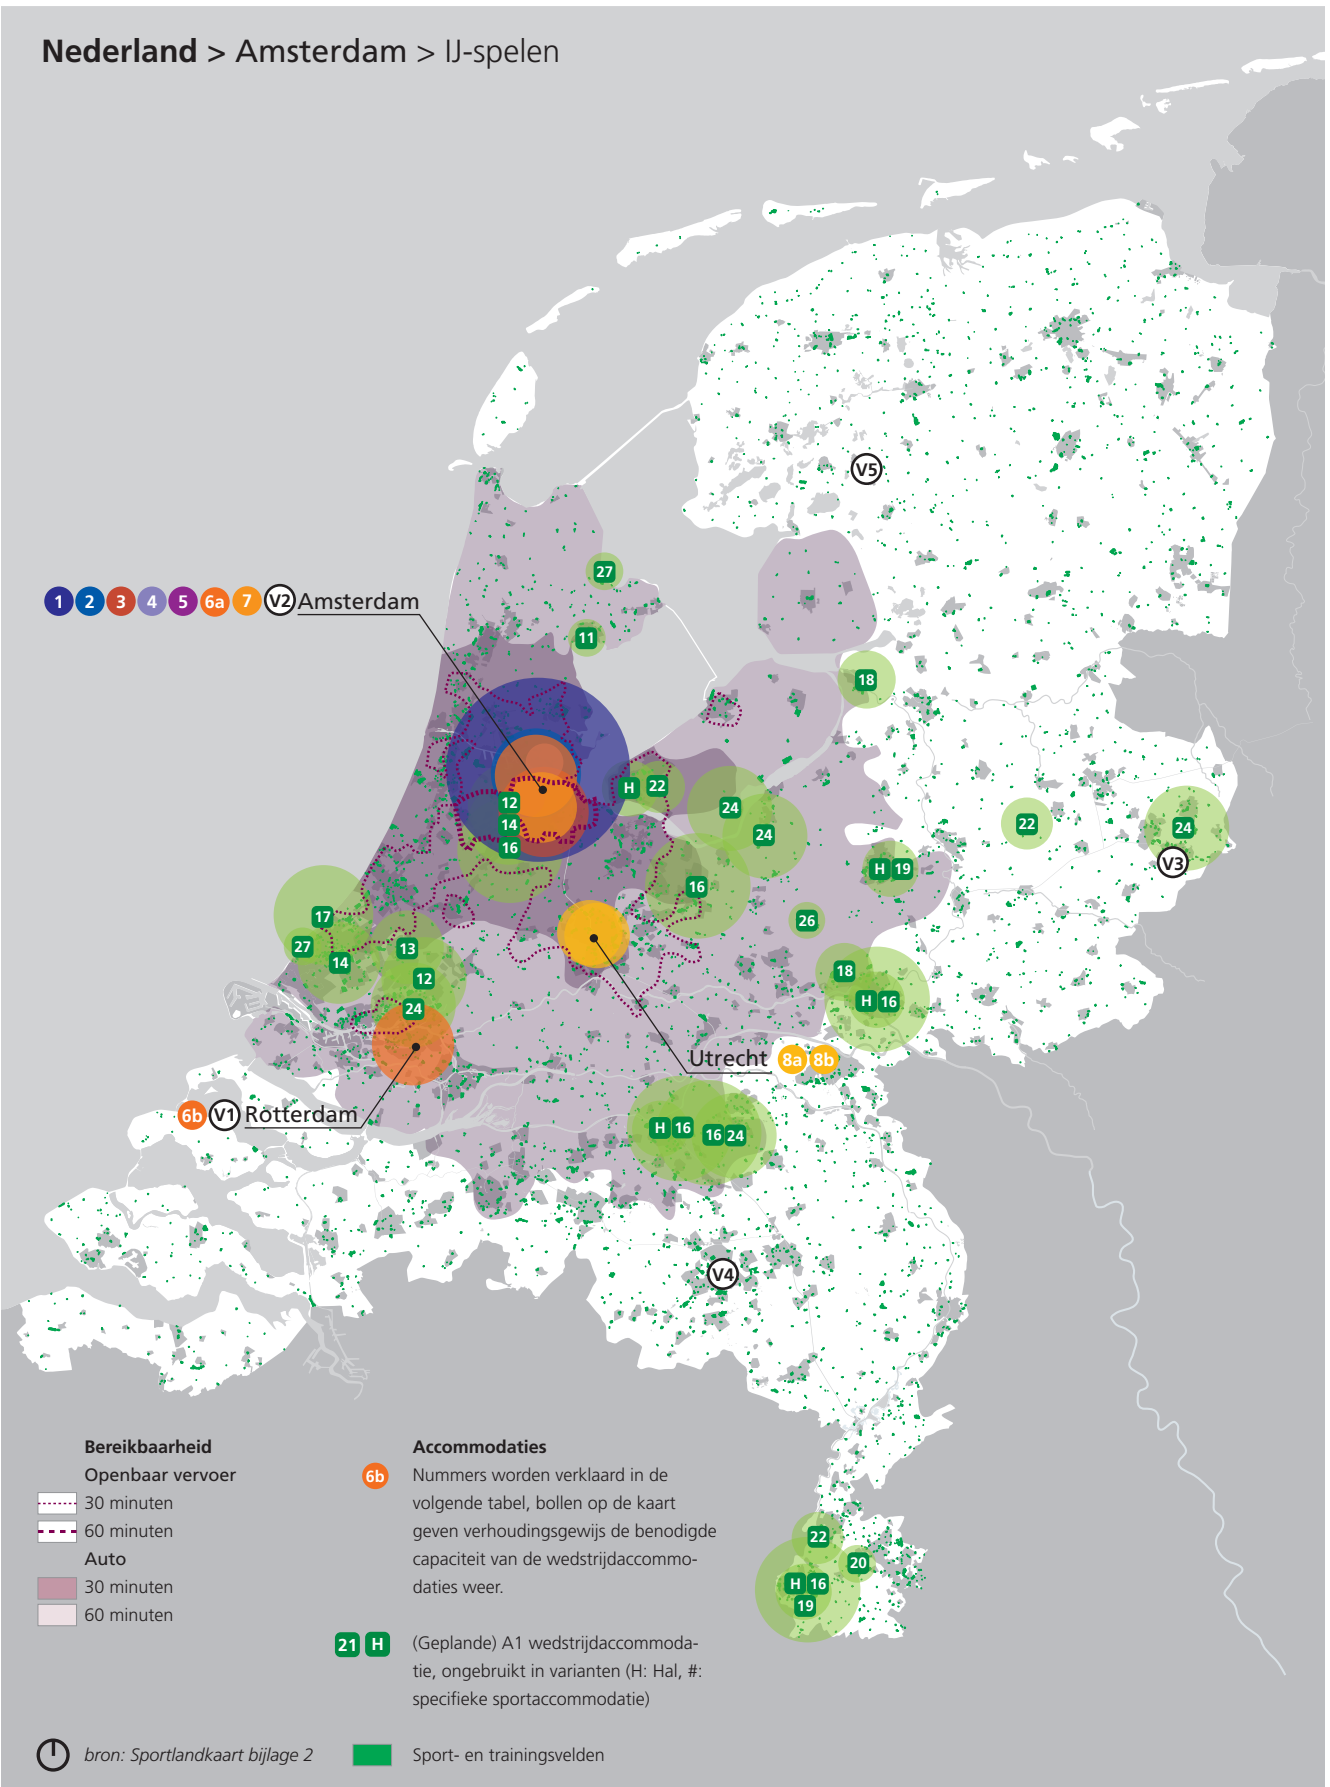 Nederland > Amsterdam > IJ-spelen
V5
27
1 2 3 4 5 6a 7 V2 Amsterdam
11
18
H 22
12
24
14
22
24
24
16
V3
H 19
16
17
26
27
13
14
12
18
24
H 16
Utrecht 8a 8b
6b V1 Rotterdam
H 16
16 24
V4
22
20
H 16
19
Bereikbaarheid
Openbaar vervoer
30 minuten
60 minuten
Auto
30 minuten
60 minuten
Accommodaties
6b Nummers worden verklaard in de
volgende tabel, bollen op de kaart
geven verhoudingsgewijs de benodigde
capaciteit van de wedstrijdaccommo-
daties weer.
21 H (Geplande) A1 wedstrijdaccommoda-
tie, ongebruikt in varianten (H: Hal, #:
specifieke sportaccommodatie)
bron: Sportlandkaart bijlage 2
Sport- en trainingsvelden